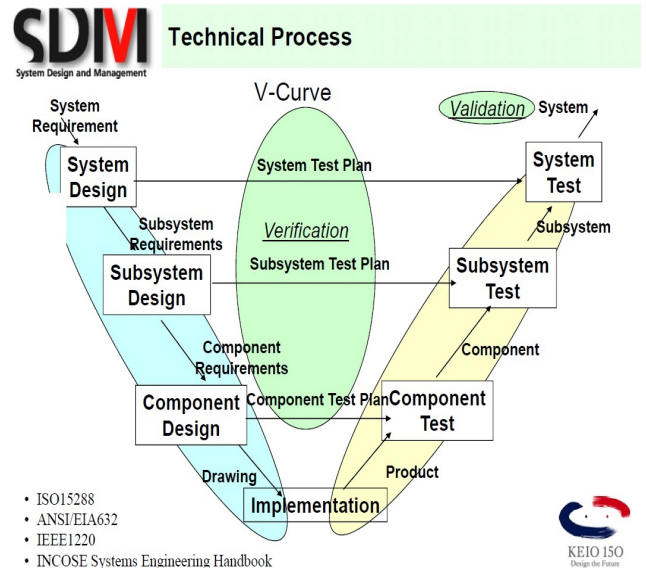 SDM
System Design and Management
Technical Process
V-Curve
Validation
System
System
Requirement
System
Design
System Test Plan
System
Test
Subsystem
Requirements
Verification
Subsystem
Subsystem
Design
Subsystem Test Plan
Subsystem
Test
Component
Requirements
Component
Component
Design
Component Test Plan
Component
Test
Drawing
Product
Implementation
• ISO15288
• ANSI/EIA632
• IEEE1220
• INCOSE Systems Engineering Handbook
KEIO 150
Design the Future